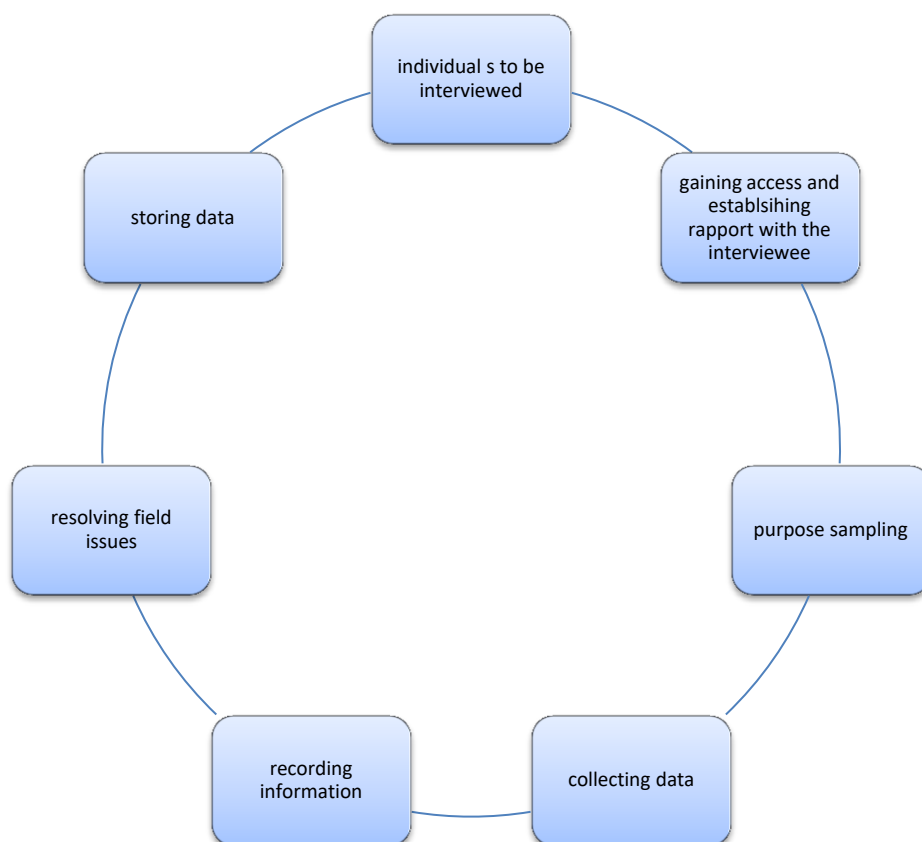 individual s to be
interviewed
gaining access and
establsihing
rapport with the
interviewee
purpose sampling
collecting data
recording
information
resolving field
issues
storing data